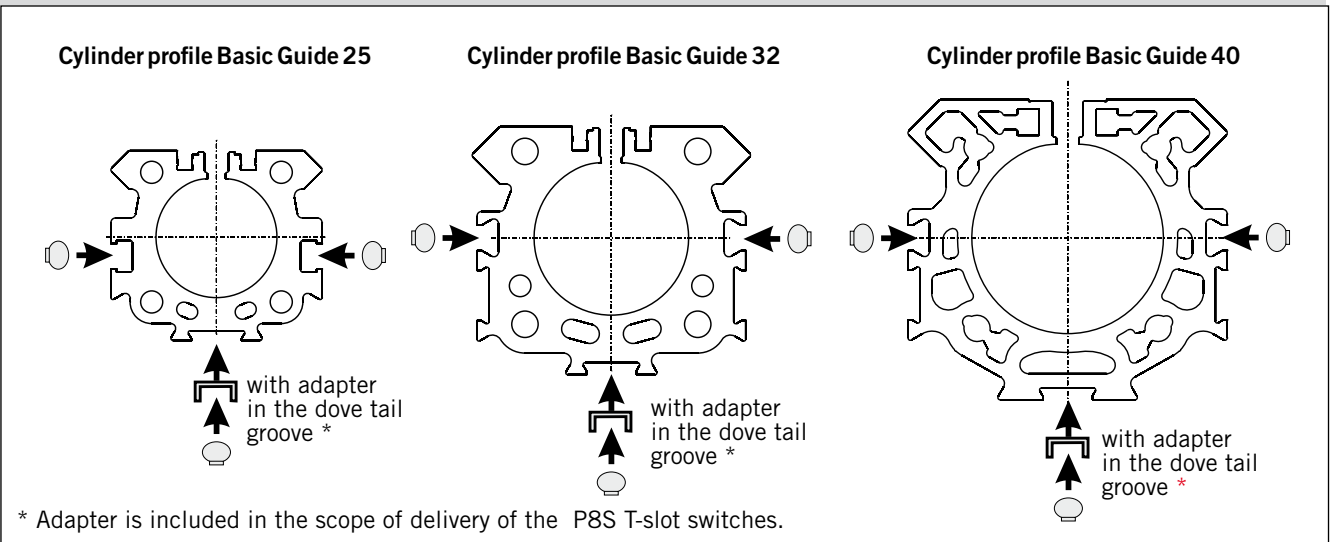 Cylinder profile Basic Guide 25
Cylinder profile Basic Guide 32
Cylinder profile Basic Guide 40
with adapter
in the dove tail
groove *
with adapter
in the dove tail
groove *
with adapter
in the dove tail
groove *
* Adapter is included in the scope of delivery of the P8S T-slot switches.